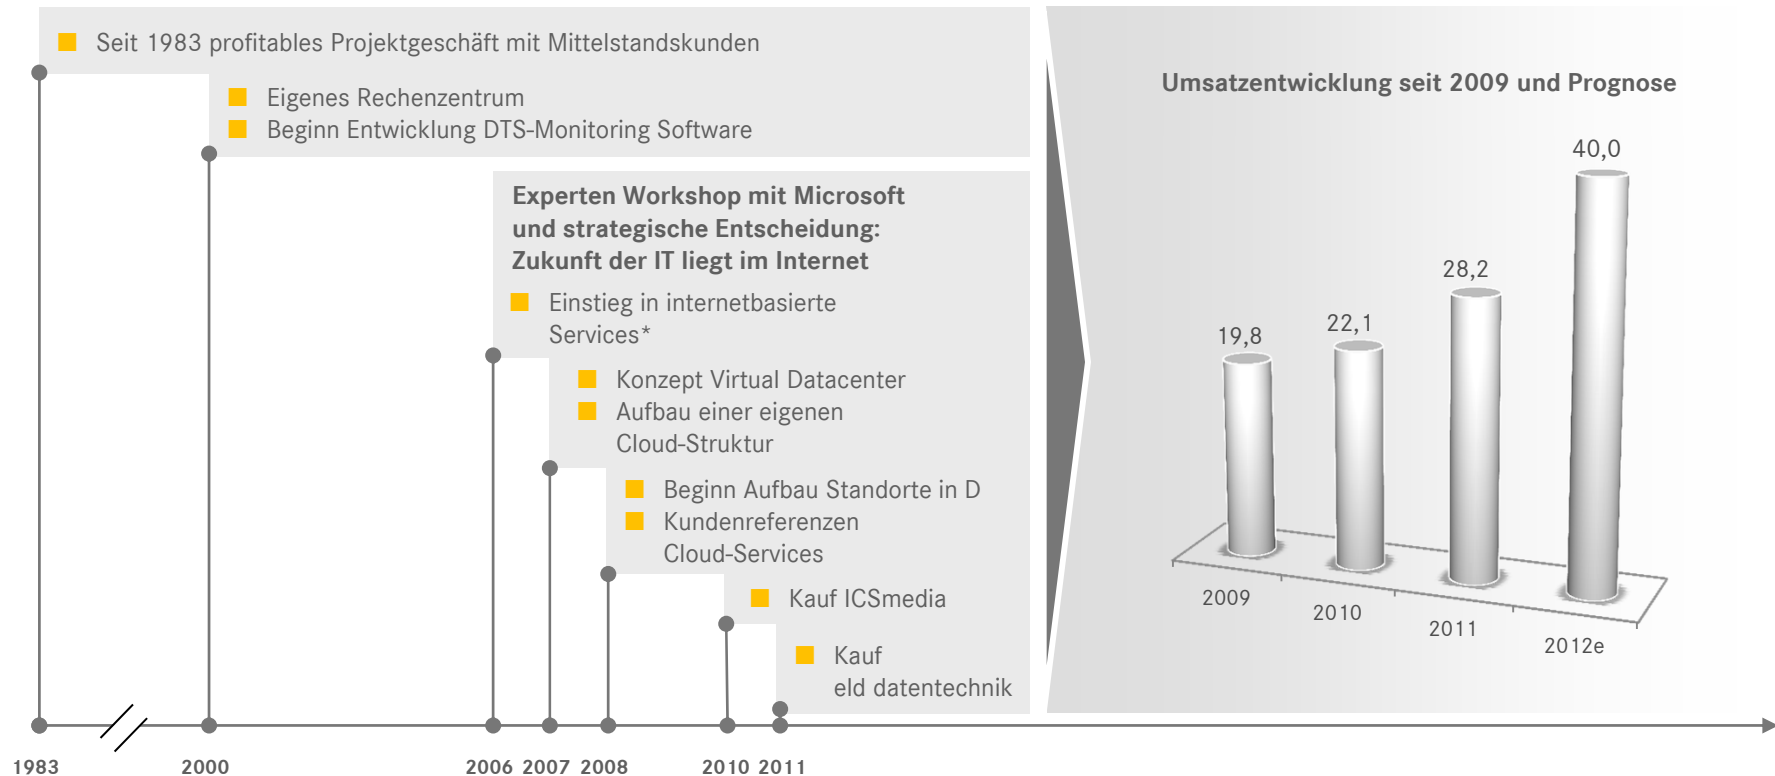 Seit 1983 profitables Projektgeschäft mit Mittelstandskunden
Eigenes Rechenzentrum
Beginn Entwicklung DTS-Monitoring Software
Experten Workshop mit Microsoft
und strategische Entscheidung:
Zukunft der IT liegt im Internet
Einstieg in internetbasierte
Services*
Konzept Virtual Datacenter
Aufbau einer eigenen
Cloud-Struktur
Beginn Aufbau Standorte in D
Kundenreferenzen
Cloud-Services
Kauf ICSmedia
Kauf
eld datentechnik
1983 2000 2006 2007 2008 2010 2011
Umsatzentwicklung seit 2009 und Prognose
40,0
28,2
22,1
19,8
2009
2010
2011
2012e